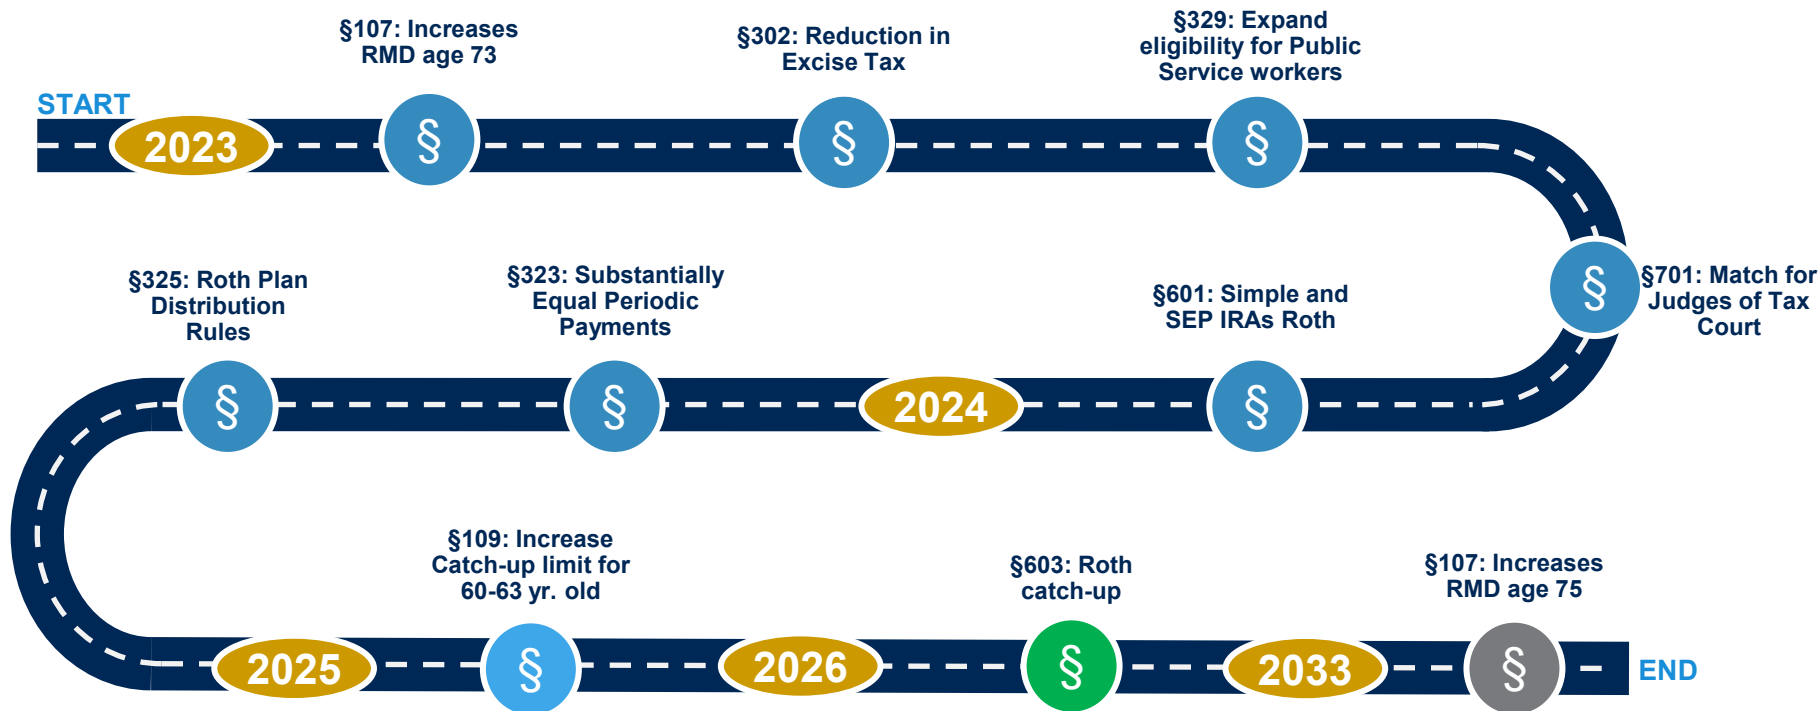 START
2023
§107: Increases
RMD age 73
§
§302: Reduction in
Excise Tax
§
§329: Expand
eligibility for Public
Service workers
§
§701: Match for
Judges of Tax
Court
§
§601: Simple and
SEP IRAs Roth
§
2024
§323: Substantially
Equal Periodic
Payments
§
§325: Roth Plan
Distribution
Rules
§
2025
§109: Increase
Catch-up limit for
60-63 yr. old
§
2026
§603: Roth
catch-up
§
2033
§107: Increases
RMD age 75
§
END